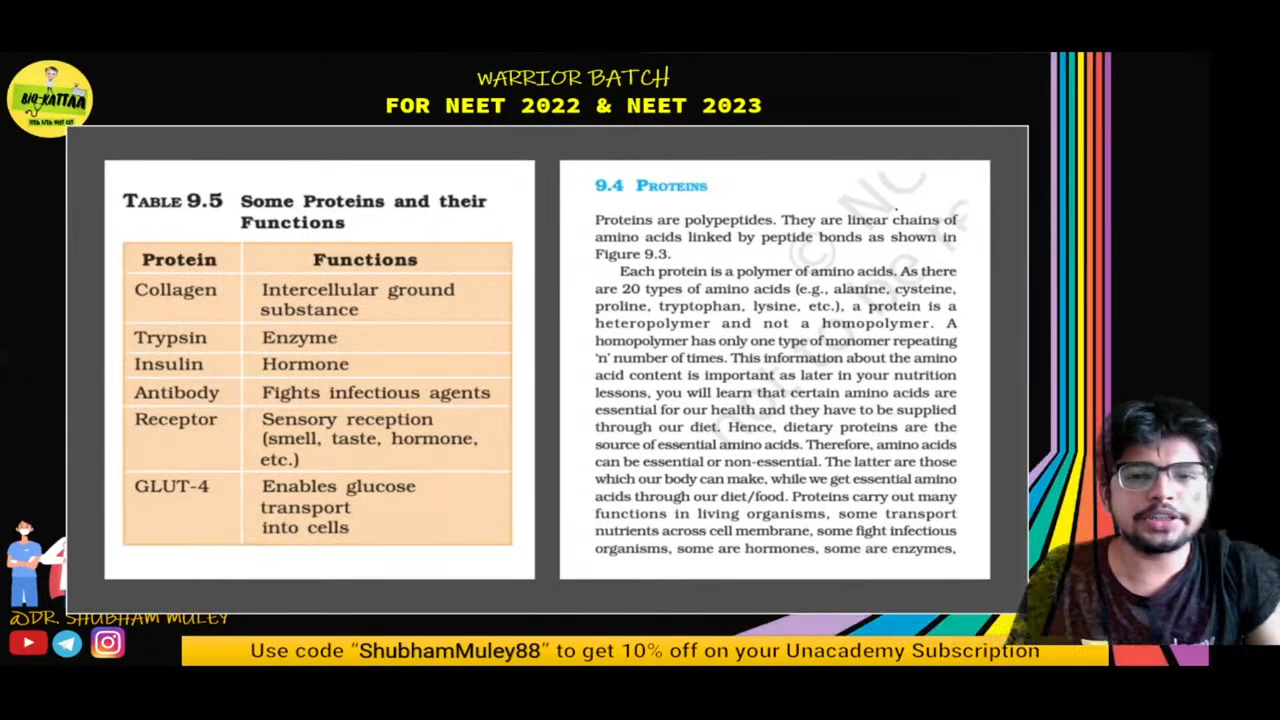 WARRIOR BATCH
FOR NEET 2022 & NEET 2023
BIO-KATTAA
TABLE 9.5 Some Proteins and their
Functions
Protein Functions
Collagen Intercellular ground
substance
Trypsin Enzyme
Insulin Hormone
Antibody Fights infectious agents
Receptor Sensory reception
(smell, taste, hormone,
etc.)
GLUT-4 Enables glucose
transport
into cells
9.4 PROTEINS
Proteins are polypeptides. They are linear chains of
amino acids linked by peptide bonds as shown in
Figure 9.3.
Each protein is a polymer of amino acids. As there
are 20 types of amino acids (e.g., alanine, cysteine,
proline, tryptophan, lysine, etc.), a protein is a
heteropolymer and not a homopolymer. A
homopolymer has only one type of monomer repeating
'n' number of times. This information about the amino
acid content is important as later in your nutrition
lessons, you will learn that certain amino acids are
essential for our health and they have to be supplied
through our diet. Hence, dietary proteins are the
source of essential amino acids. Therefore, amino acids
can be essential or non-essential. The latter are those
which our body can make, while we get essential amino
acids through our diet/food. Proteins carry out many
functions in living organisms, some transport
nutrients across cell membrane, some fight infectious
organisms, some are hormones, some are enzymes,
@DR. SHUBHAM MULEY
Use code “ShubhamMuley88” to get 10% off on your Unacademy Subscription